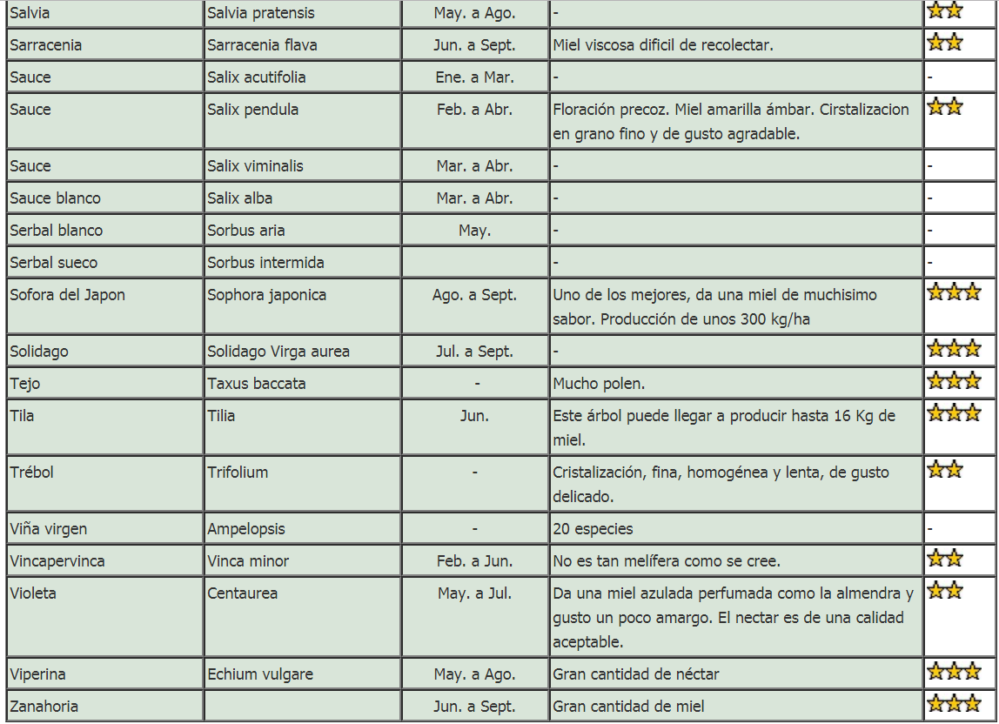 Salvia Salvia pratensis May. a Ago. -
Sarracenia Sarracenia flava Jun. a Sept. Miel viscosa dificil de recolectar.
Sauce Salix acutifolia Ene. a Mar. - -
Sauce Salix pendula Feb. a Abr. Floración precoz. Miel amarilla ámbar. Cirstalizacion
en grano fino y de gusto agradable.
Sauce Salix viminalis Mar. a Abr. - -
Sauce blanco Salix alba Mar. a Abr. - -
Serbal blanco Sorbus aria May. - -
Serbal sueco Sorbus intermida - -
Sofora del Japon Sophora japonica Ago. a Sept. Uno de los mejores, da una miel de muchisimo
sabor. Producción de unos 300 kg/ha
Solidago Solidago Virga aurea Jul. a Sept. -
Tejo Taxus baccata - Mucho polen.
Tila Tilia Jun. Este árbol puede llegar a producir hasta 16 Kg de
miel.
Trébol Trifolium - Cristalización, fina, homogénea y lenta, de gusto
delicado.
Viña virgen Ampelopsis - 20 especies -
Vincapervinca Vinca minor Feb. a Jun. No es tan melífera como se cree.
Violeta Centaurea May. a Jul. Da una miel azulada perfumada como la almendra y
gusto un poco amargo. El nectar es de una calidad
aceptable.
Viperina Echium vulgare May. a Ago. Gran cantidad de néctar
Zanahoria Jun. a Sept. Gran cantidad de miel